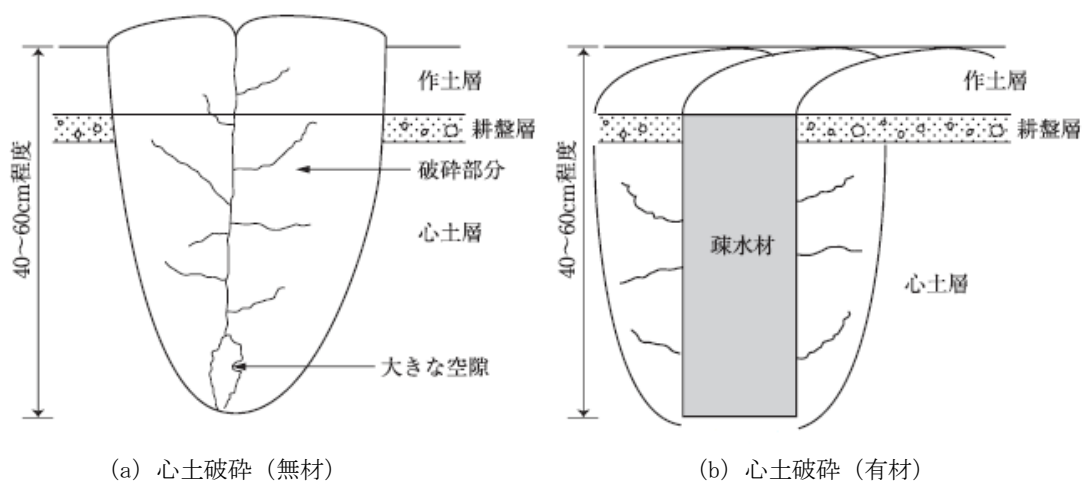 作土層
耕盤層
破砕部分
心土層
大きな空隙
40～60cm程度
(a) 心土破砕（無材）
作土層
耕盤層
疎水材
心土層
40～60cm程度
(b) 心土破砕（有材）